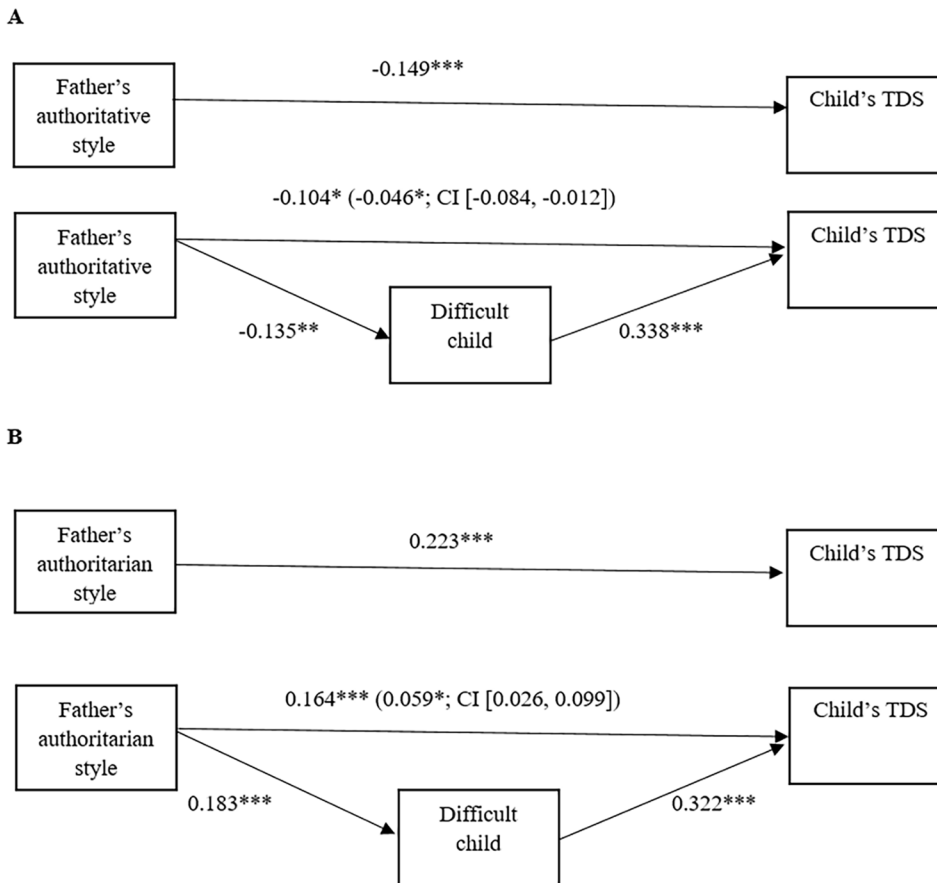 A
-0.149***
Father’s
authoritative
style
Child’s TDS
-0.104* (-0.046*; CI [-0.084, -0.012])
Father’s
authoritative
style
Child’s TDS
Difficult
child
-0.135**
0.338***
B
0.223***
Father’s
authoritarian
style
Child’s TDS
0.164*** (0.059*; CI [0.026, 0.099])
Father’s
authoritarian
style
Child’s TDS
0.183***
Difficult
child
0.322***